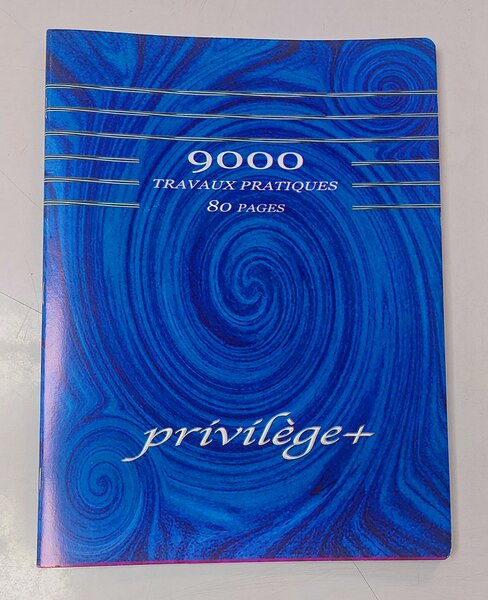 9000
TRAVAUX PRATIQUES
80 PAGES
privilège+